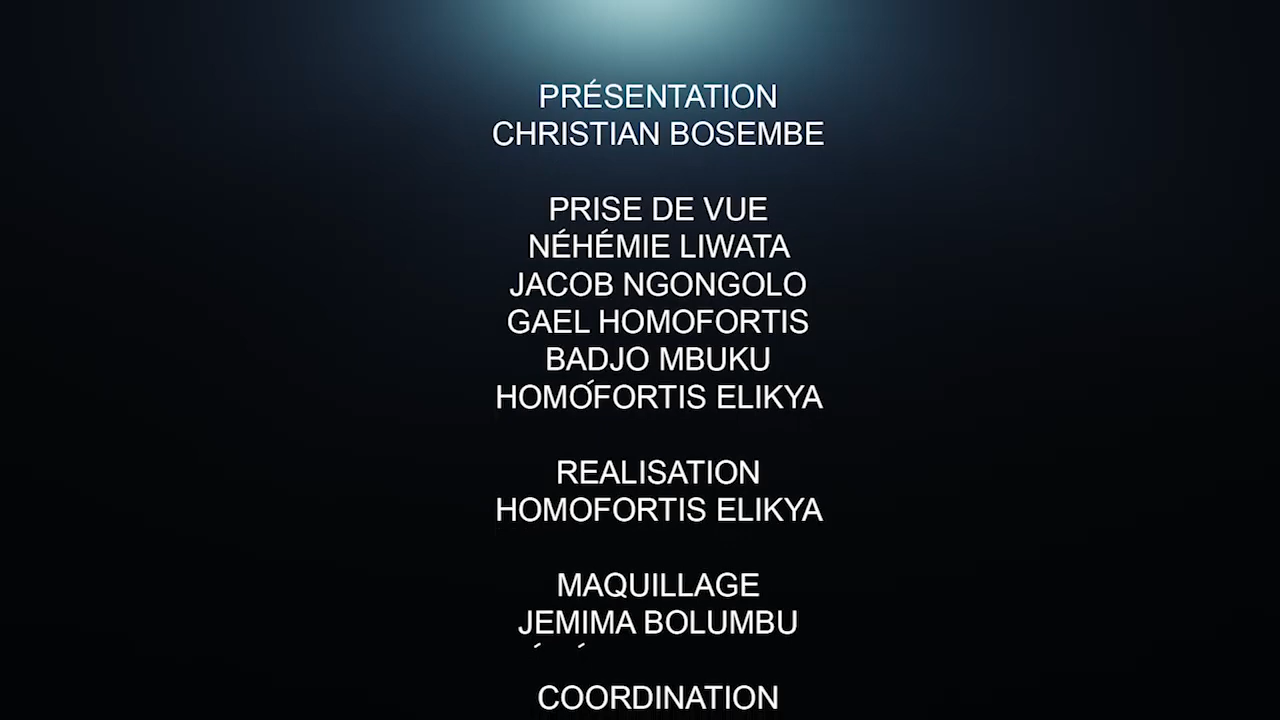 PRÉSENTATION
CHRISTIAN BOSEMBE
PRISE DE VUE
NÉHÉMIE LIWATA
JACOB NGONGOLO
GAEL HOMOFORTIS
BADJO MBUKU
HOMOFORTIS ELIKYA
REALISATION
HOMOFORTIS ELIKYA
MAQUILLAGE
JEMIMA BOLUMBU
COORDINATION